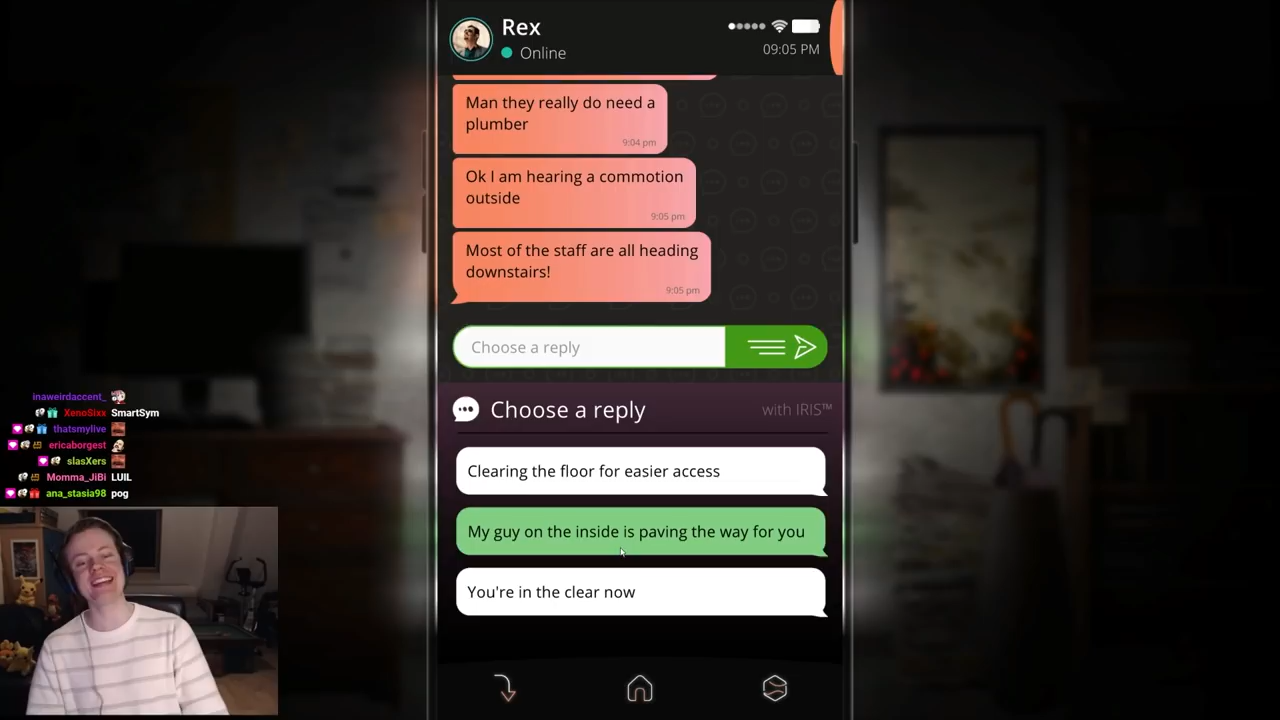 Rex
Online
09:05 PM
Man they really do need a
plumber
9:04 pm
Ok I am hearing a commotion
outside
9:05 pm
Most of the staff are all heading
downstairs!
9:05 pm
Choose a reply
Choose a reply
with IRIS™
Clearing the floor for easier access
My guy on the inside is paving the way for you
You're in the clear now
inaweirdaccent_
XenoSixx SmartSym
thatsmylive
ericaborgest
slasXers
Momma_JiBi LUIL
ana_stasia98 pog